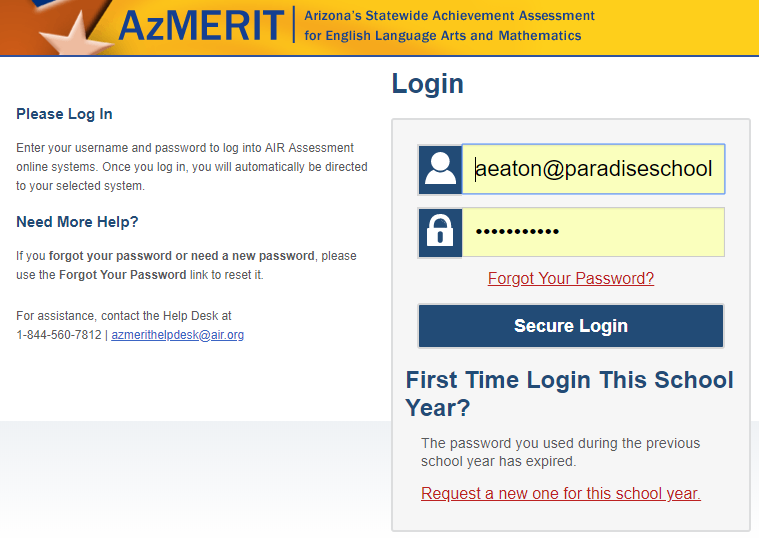 AzMERIT
Arizona's Statewide Achievement Assessment
for English Language Arts and Mathematics
Please Log In
Enter your username and password to log into AIR Assessment
online systems. Once you log in, you will automatically be directed
to your selected system.
Need More Help?
If you forgot your password or need a new password, please
use the Forgot Your Password link to reset it.
For assistance, contact the Help Desk at
1-844-560-7812 | azmerithelpdesk@air.org
Login
aeaton@paradiseschool
•••••••••••
Forgot Your Password?
Secure Login
First Time Login This School
Year?
The password you used during the previous
school year has expired.
Request a new one for this school year.